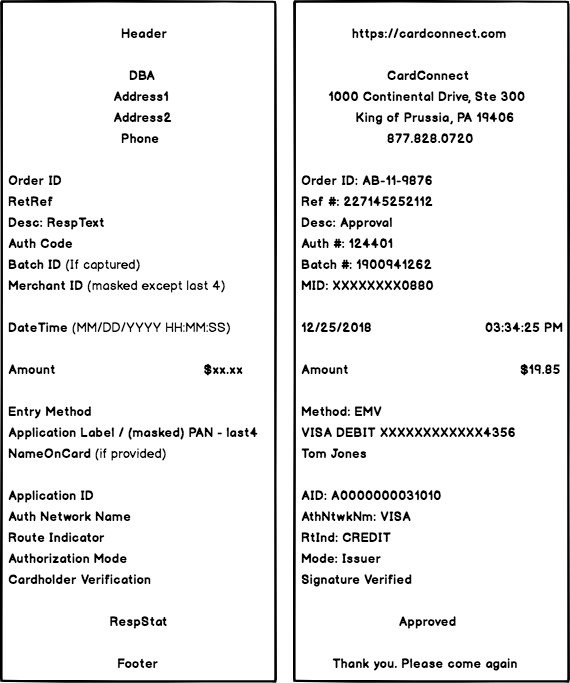 Header
DBA
Address1
Address2
Phone
Order ID
RetRef
Desc: RespText
Auth Code
Batch ID (If captured)
Merchant ID (masked except last 4)
DateTime (MM/DD/YYYY HH:MM:SS)
Amount $xx.xx
Entry Method
Application Label / (masked) PAN - last4
NameOnCard (if provided)
Application ID
Auth Network Name
Route Indicator
Authorization Mode
Cardholder Verification
RespStat
Footer
https://cardconnect.com
CardConnect
1000 Continental Drive, Ste 300
King of Prussia, PA 19406
877.828.0720
Order ID: AB-11-9876
Ref #: 227145252112
Desc: Approval
Auth #: 124401
Batch #: 1900941262
MID: XXXXXXXX0880
12/25/2018 03:34:25 PM
Amount $19.85
Method: EMV
VISA DEBIT XXXXXXXXXXXX4356
Tom Jones
AID: A0000000031010
AthNtwkNm: VISA
RtInd: CREDIT
Mode: Issuer
Signature Verified
Approved
Thank you. Please come again